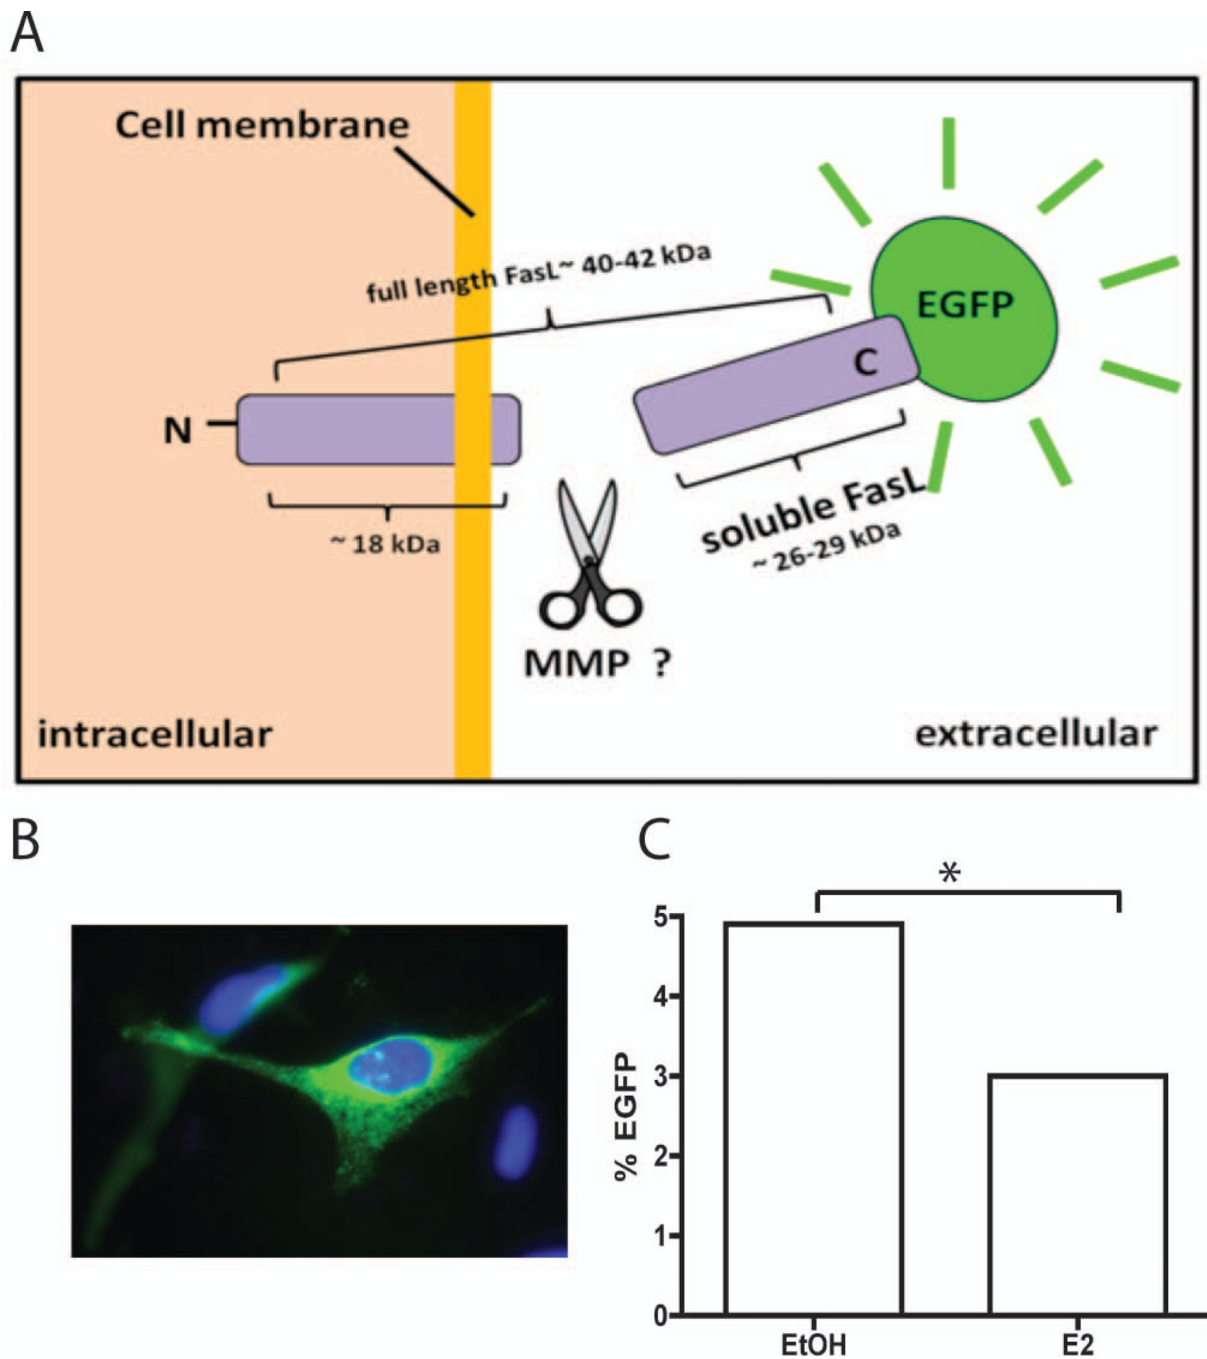 A
Cell membrane
full length FasL~ 40-42 kDa
EGFP
C
N
~ 18 kDa
soluble FasL
~ 26-29 kDa
MMP ?
intracellular
extracellular
B
C
*
5
4
3
2
1
0
% EGFP
EtOH
E2